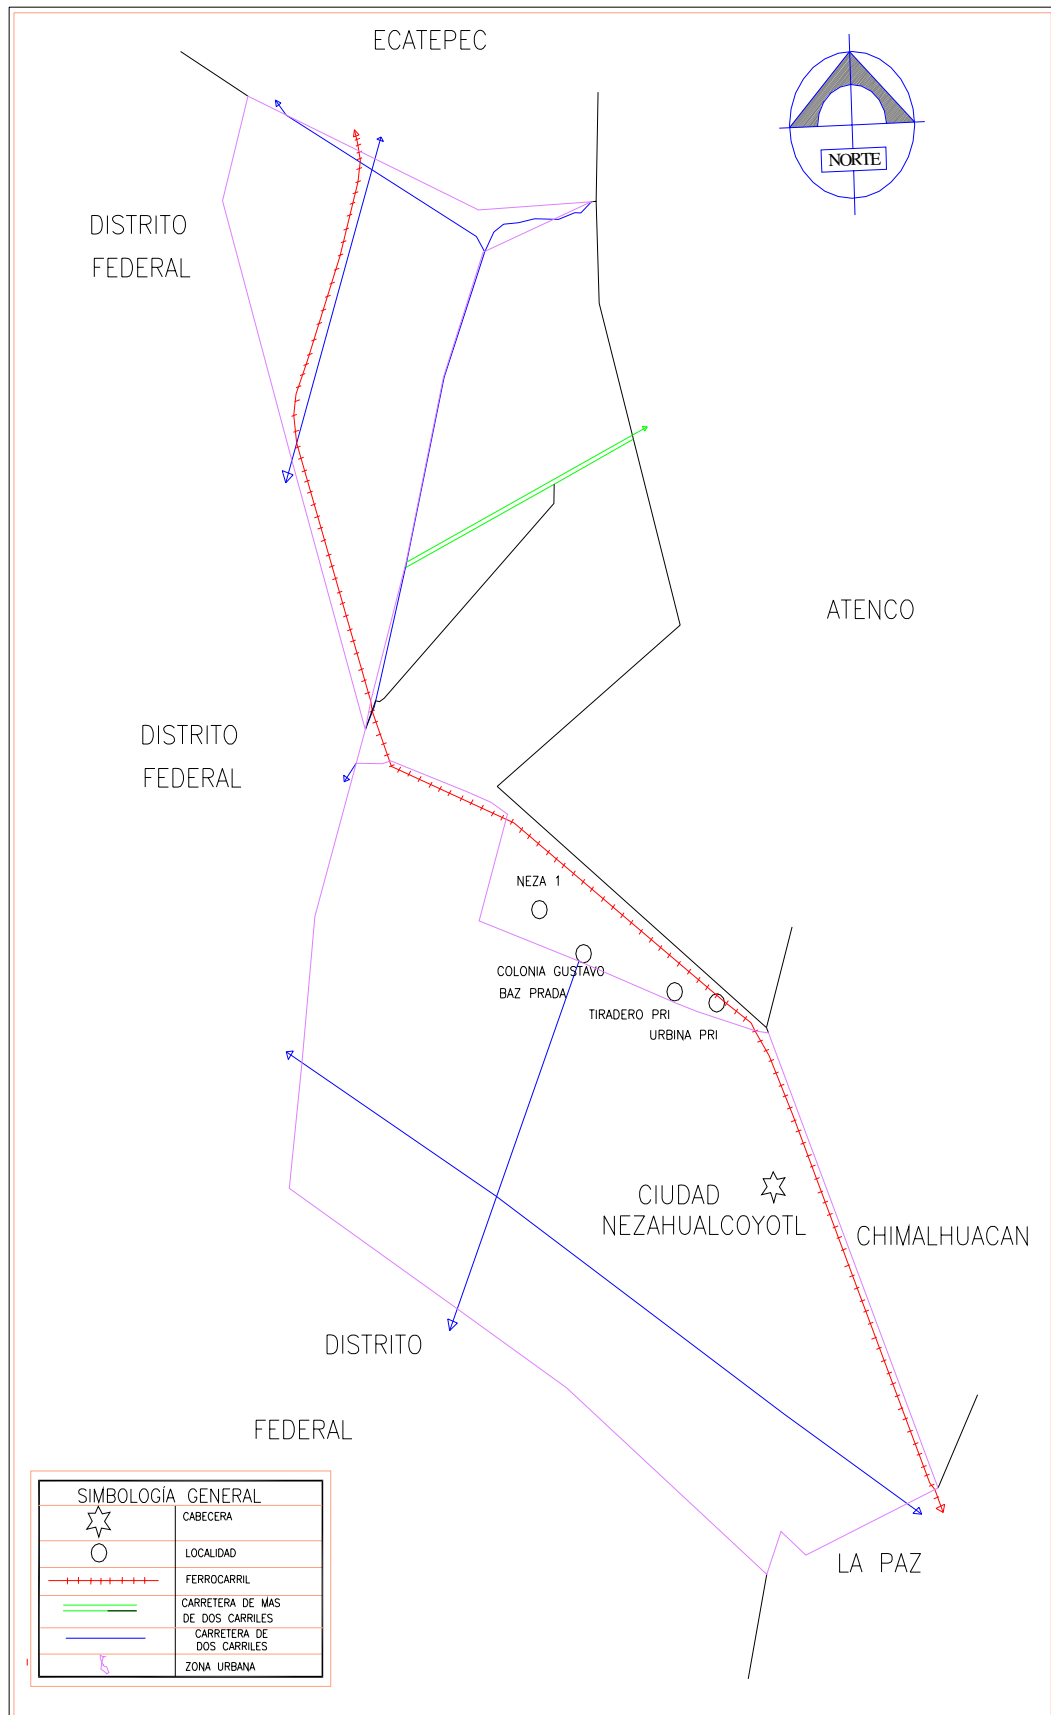 ECATEPEC
NORTE
DISTRITO
FEDERAL
ATENCO
DISTRITO
FEDERAL
NEZA 1
COLONIA GUSTAVO
BAZ PRADA
TIRADERO PRI
URBINA PRI
CIUDAD
NEZAHUALCOYOTL
CHIMALHUACAN
DISTRITO
FEDERAL
LA PAZ
SIMBOLOGÍA GENERAL
CABECERA
LOCALIDAD
FERROCARRIL
CARRETERA DE MAS
DE DOS CARRILES
CARRETERA DE
DOS CARRILES
ZONA URBANA